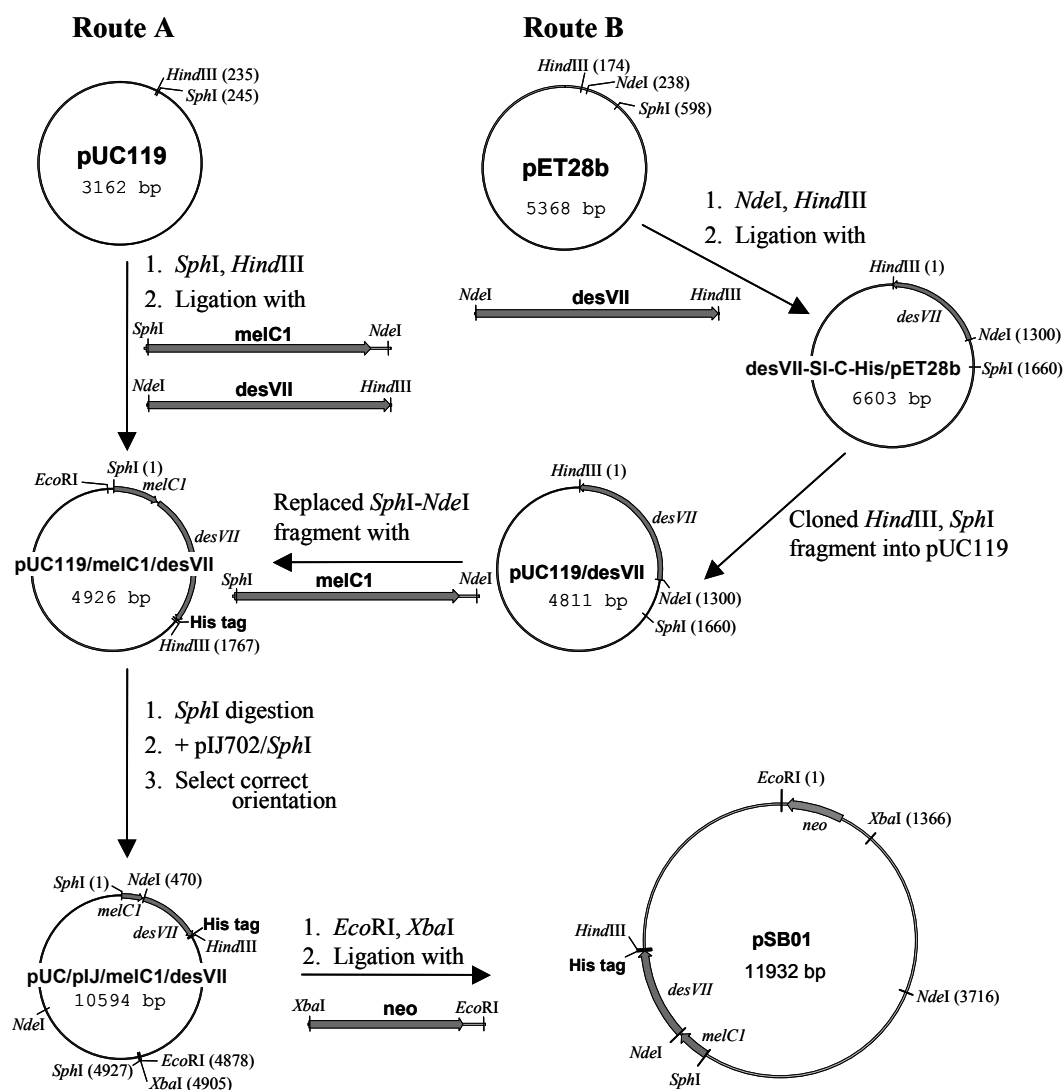 Route A
Route B
HindIII (235)
SphI (245)
pUC119
3162 bp
HindIII (174)
NdeI (238)
SphI (598)
pET28b
5368 bp
1. SphI, HindIII
2. Ligation with
SphI
melC1
NdeI
NdeI
desVII
HindIII
1. NdeI, HindIII
2. Ligation with
NdeI
desVII
HindIII
HindIII (1)
desVII
NdeI (1300)
SphI (1660)
desVII-SI-C-His/pET28b
6603 bp
Cloned HindIII, SphI
fragment into pUC119
HindIII (1)
desVII
pUC119/desVII
4811 bp
NdeI (1300)
SphI (1660)
Replaced SphI-NdeI
fragment with
SphI
melC1
NdeI
SphI (1)
EcoRI
melC1
desVII
pUC119/melC1/desVII
4926 bp
His tag
HindIII (1767)
1. SphI digestion
2. + pIJ702/SphI
3. Select correct
orientation
SphI (1)
NdeI (470)
melC1
desVII
His tag
HindIII
pUC/pIJ/melC1/desVII
10594 bp
NdeI
SphI (4927)
EcoRI (4878)
XbaI (4905)
1. EcoRI, XbaI
2. Ligation with
XbaI
neo
EcoRI
EcoRI (1)
neo
XbaI (1366)
HindIII
His tag
pSB01
11932 bp
desVII
NdeI (3716)
melC1
NdeI
SphI